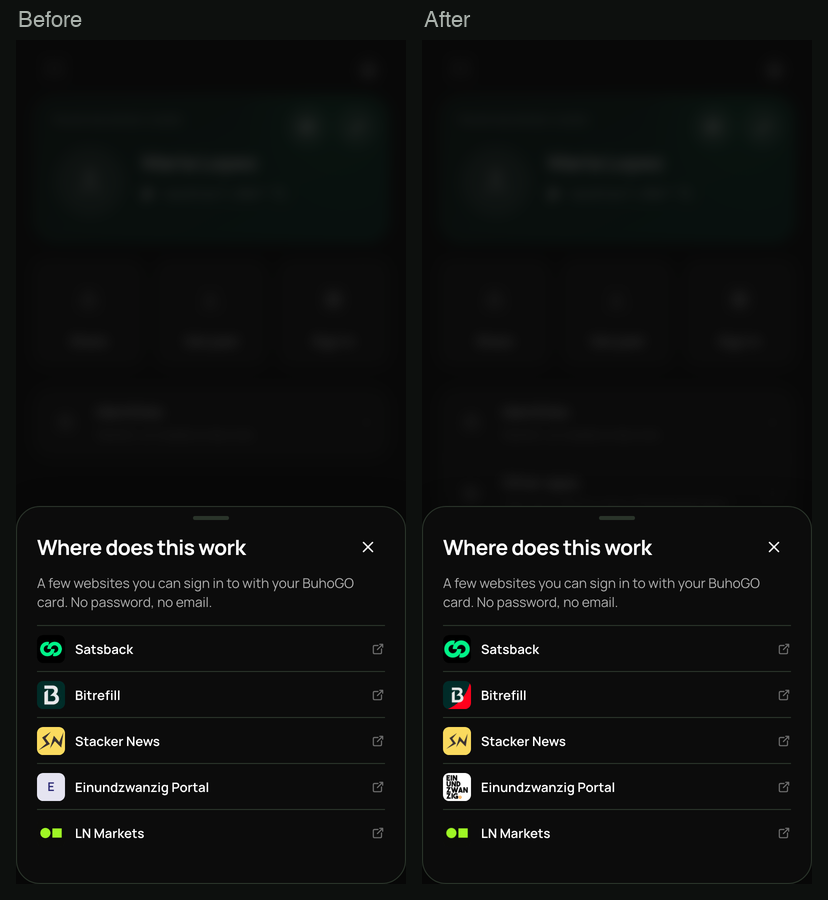 Before
After
Where does this work
A few websites you can sign in to with your BuhoGO
card. No password, no email.
Satsback
B Bitrefill
SN Stacker News
E Einundzwanzig Portal
LN Markets
Where does this work
A few websites you can sign in to with your BuhoGO
card. No password, no email.
Satsback
B Bitrefill
SN Stacker News
EIN
UND
ZWAN
ZIG.
Einundzwanzig Portal
LN Markets